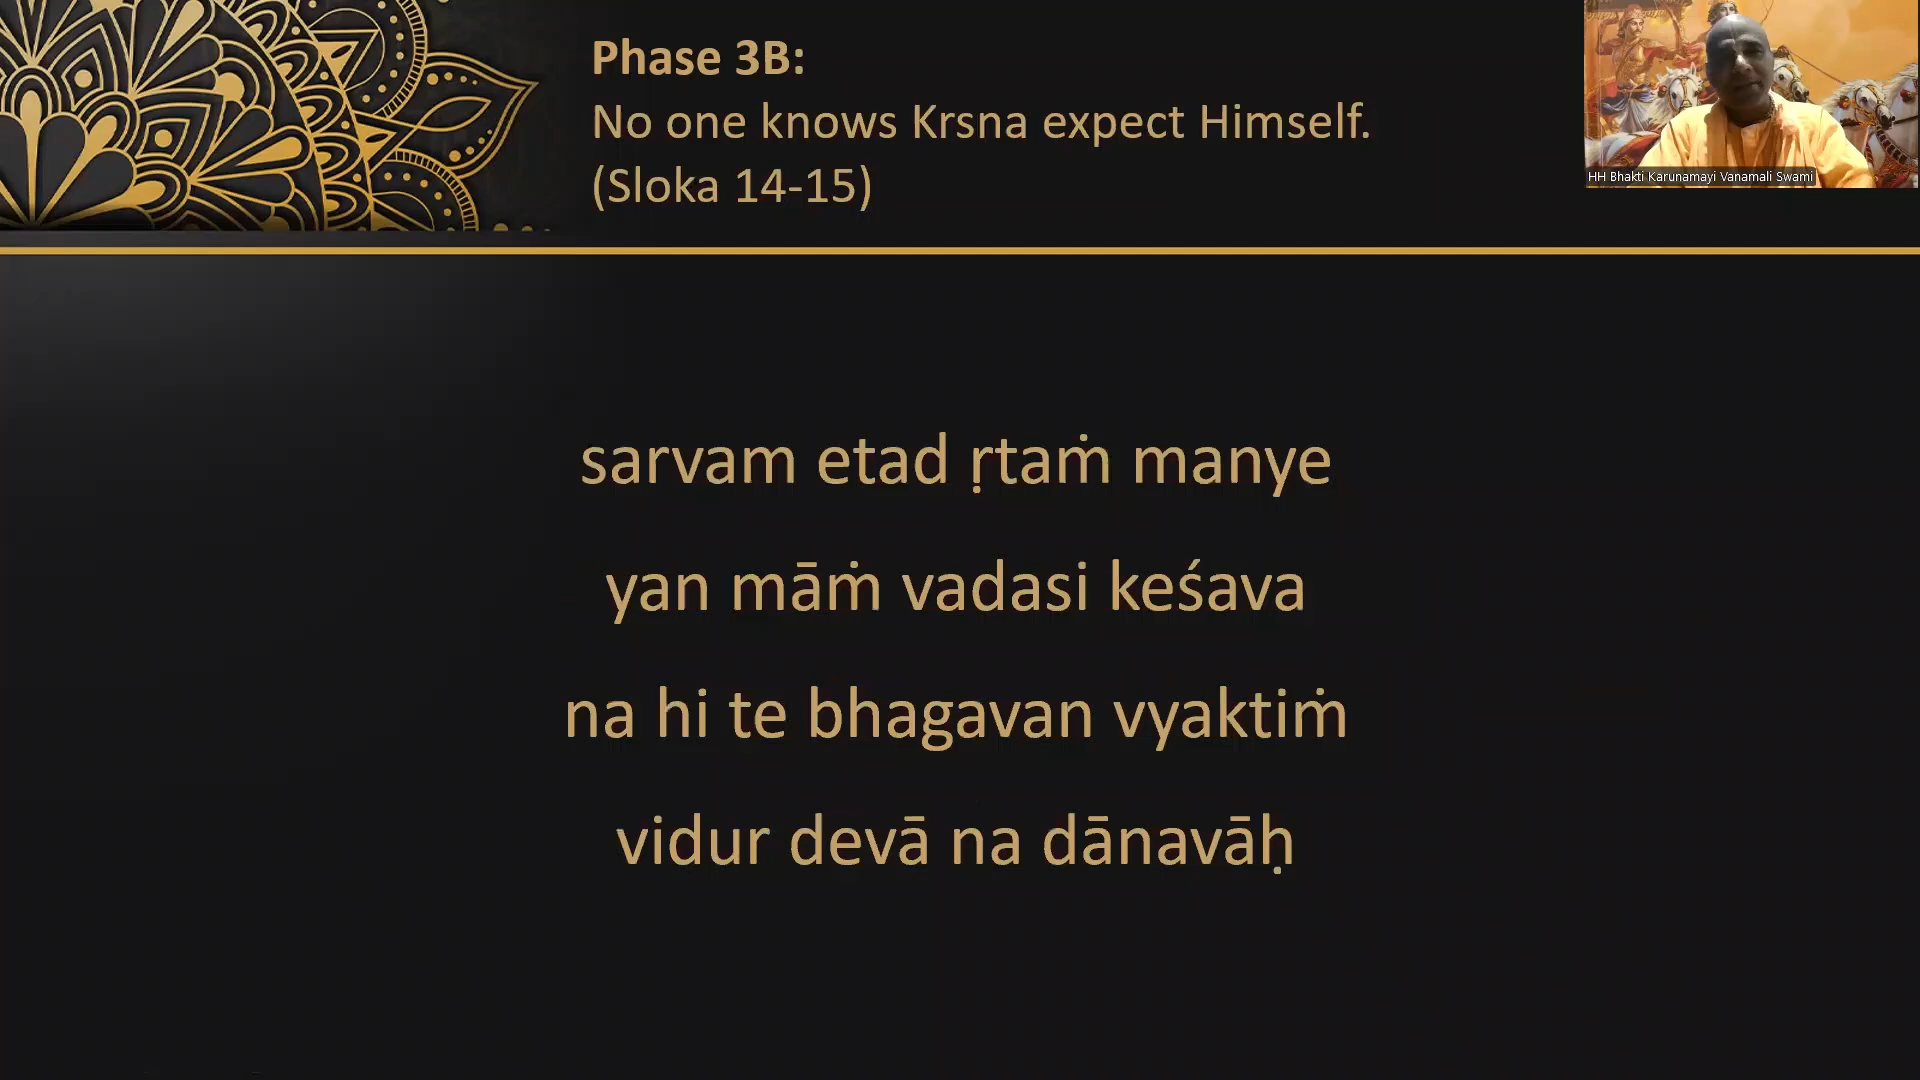 Phase 3B:
No one knows Krsna expect Himself.
(Sloka 14-15)
HH Bhakti Karunamayi Vanamali Swami
sarvam etad ṛtaṁ manye
yan māṁ vadasi keśava
na hi te bhagavan vyaktiṁ
vidur devā na dānavāḥ